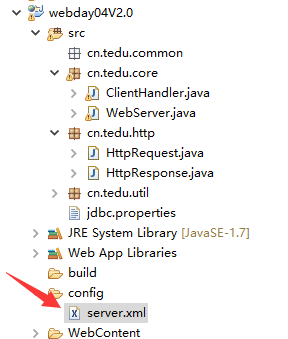 webday04V2.0
src
cn.tedu.common
cn.tedu.core
ClientHandler.java
WebServer.java
cn.tedu.http
HttpRequest.java
HttpResponse.java
cn.tedu.util
jdbc.properties
JRE System Library [JavaSE-1.7]
Web App Libraries
build
config
server.xml
WebContent